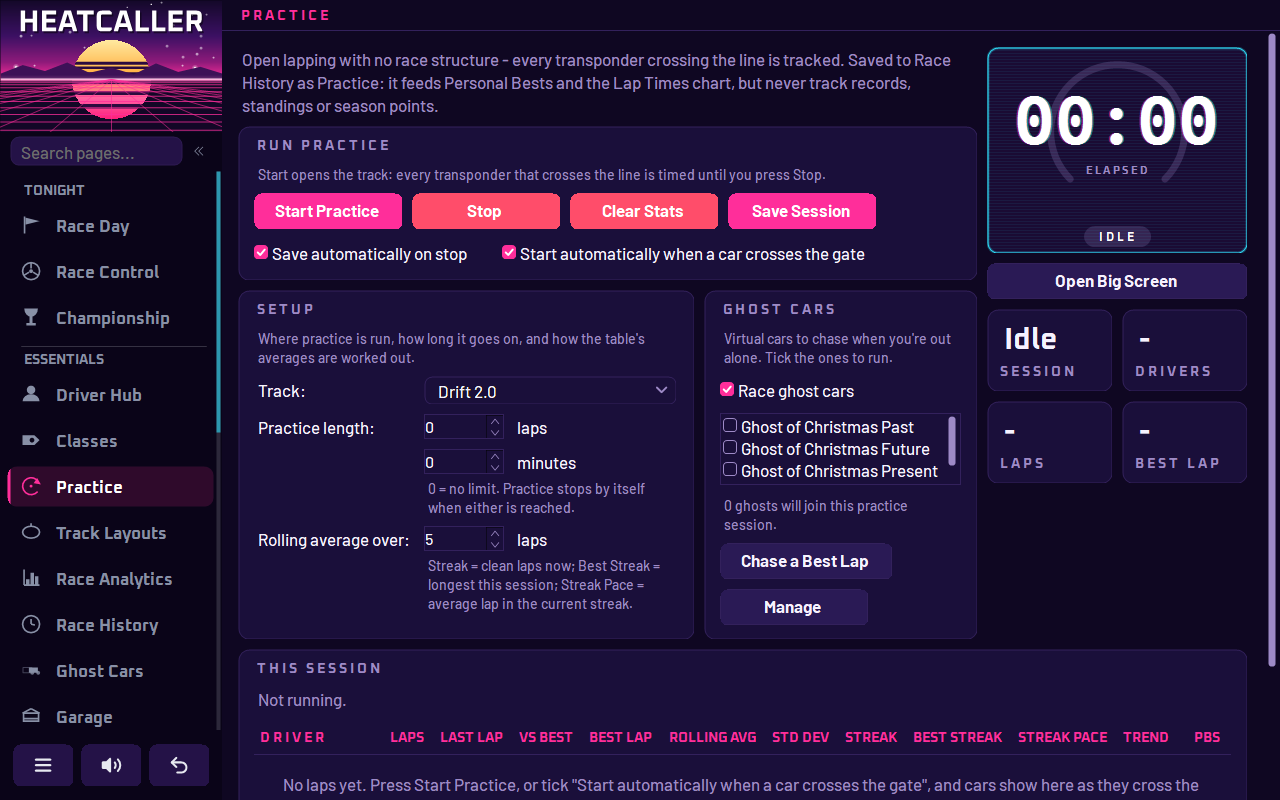 HEATCALLER
Search pages...
TONIGHT
Race Day
Race Control
Championship
ESSENTIALS
Driver Hub
Classes
Practice
Track Layouts
Race Analytics
Race History
Ghost Cars
Garage
PRACTICE
Open lapping with no race structure - every transponder crossing the line is tracked. Saved to Race
History as Practice: it feeds Personal Bests and the Lap Times chart, but never track records,
standings or season points.
RUN PRACTICE
Start opens the track: every transponder that crosses the line is timed until you press Stop.
Start Practice
Stop
Clear Stats
Save Session
Save automatically on stop
Start automatically when a car crosses the gate
SETUP
Where practice is run, how long it goes on, and how the table's
averages are worked out.
Track:
Drift 2.0
Practice length:
0
laps
0
minutes
0 = no limit. Practice stops by itself
when either is reached.
Rolling average over:
5
laps
Streak = clean laps now; Best Streak =
longest this session; Streak Pace =
average lap in the current streak.
GHOST CARS
Virtual cars to chase when you're out
alone. Tick the ones to run.
Race ghost cars
Ghost of Christmas Past
Ghost of Christmas Future
Ghost of Christmas Present
0 ghosts will join this practice
session.
Chase a Best Lap
Manage
00:00
ELAPSED
IDLE
Open Big Screen
Idle
SESSION
-
DRIVERS
-
LAPS
-
BEST LAP
THIS SESSION
Not running.
DRIVER LAPS LAST LAP VS BEST BEST LAP ROLLING AVG STD DEV STREAK BEST STREAK STREAK PACE TREND PBS
No laps yet. Press Start Practice, or tick "Start automatically when a car crosses the gate", and cars show here as they cross the